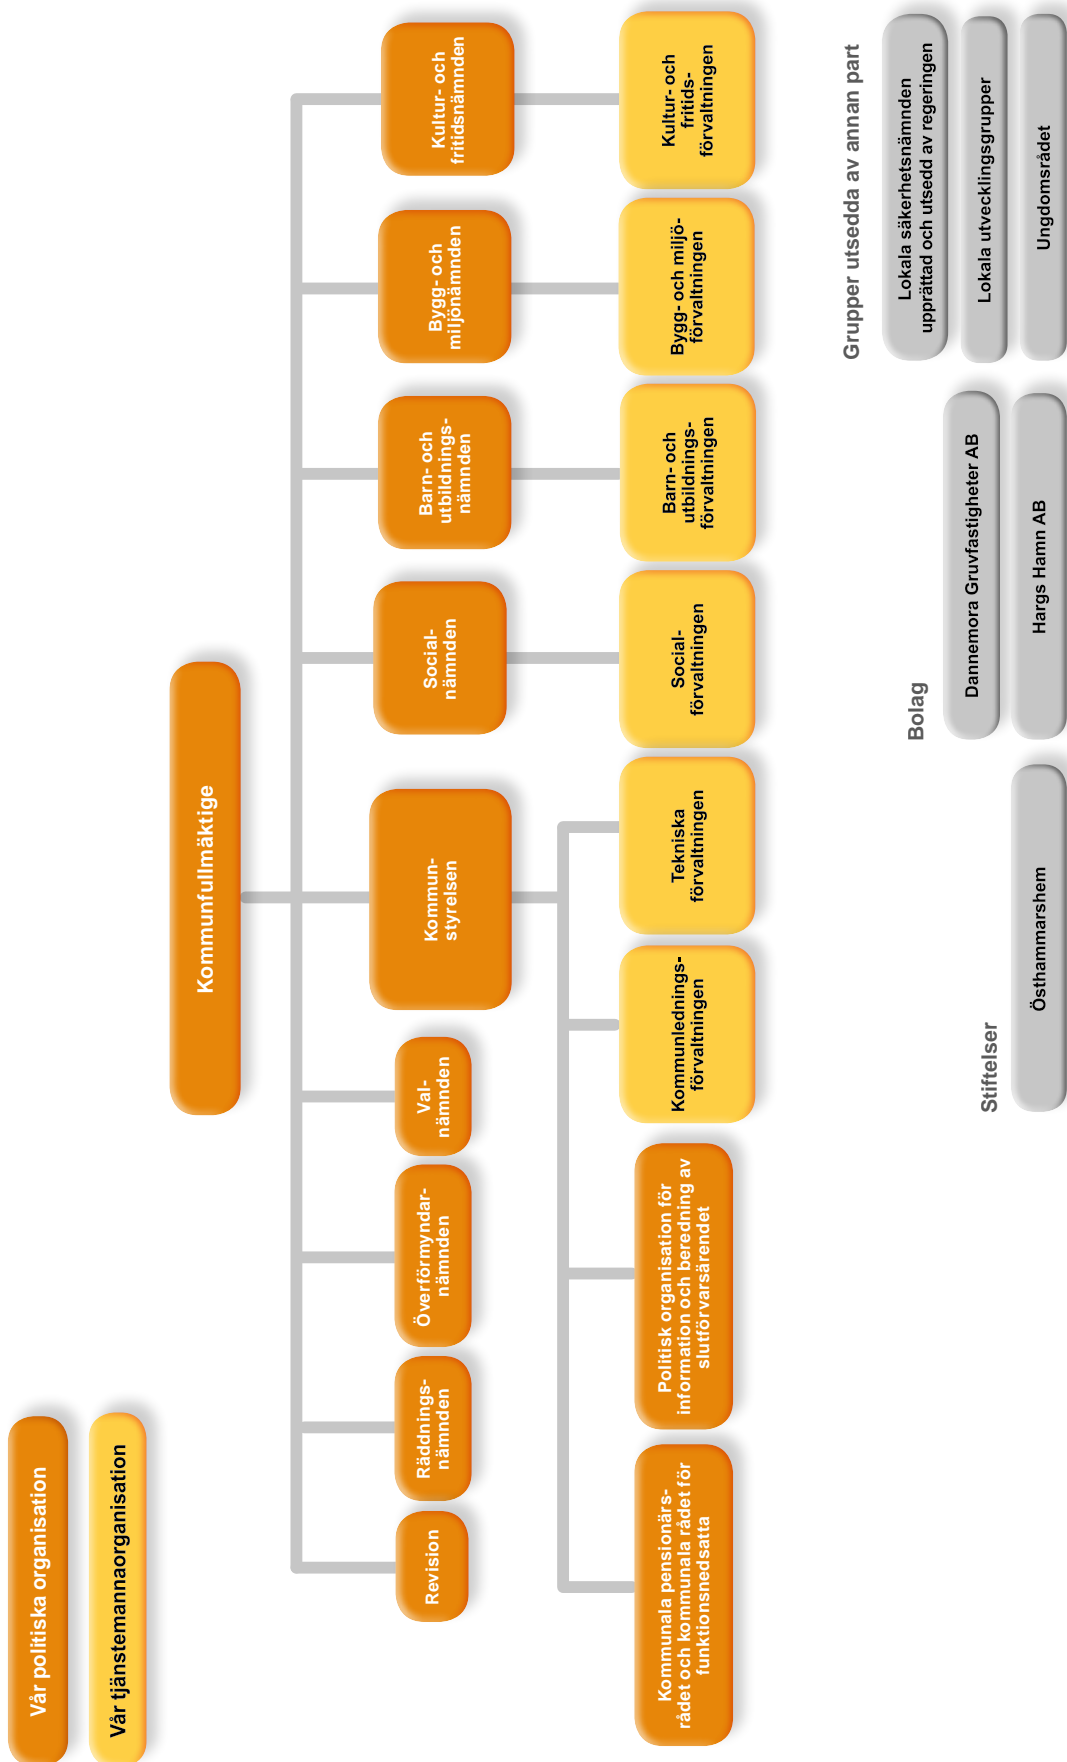 Vår politiska organisation
Vår tjänstemannaorganisation
Kommunfullmäktige
Revision
Räddnings-
nämnden
Överförmyndar-
nämnden
Val-
nämnden
Kommun-
styrelsen
Social-
nämnden
Barn- och
utbildnings-
nämnden
Bygg- och
miljönämnden
Kultur- och
fritidsnämnden
Kommunala pensionärs-
rådet och kommunala rådet för
funktionsnedsatta
Politisk organisation för
information och beredning av
slutförvarsärendet
Kommunlednings-
förvaltningen
Tekniska
förvaltningen
Social-
förvaltningen
Barn- och
utbildnings-
förvaltningen
Bygg- och miljö-
förvaltningen
Kultur- och
fritids-
förvaltningen
Stiftelser
Östhammarshem
Bolag
Dannemora Gruvfastigheter AB
Hargs Hamn AB
Grupper utsedda av annan part
Lokala säkerhetsnämnden
upprättad och utsedd av regeringen
Lokala utvecklingsgrupper
Ungdomsrådet